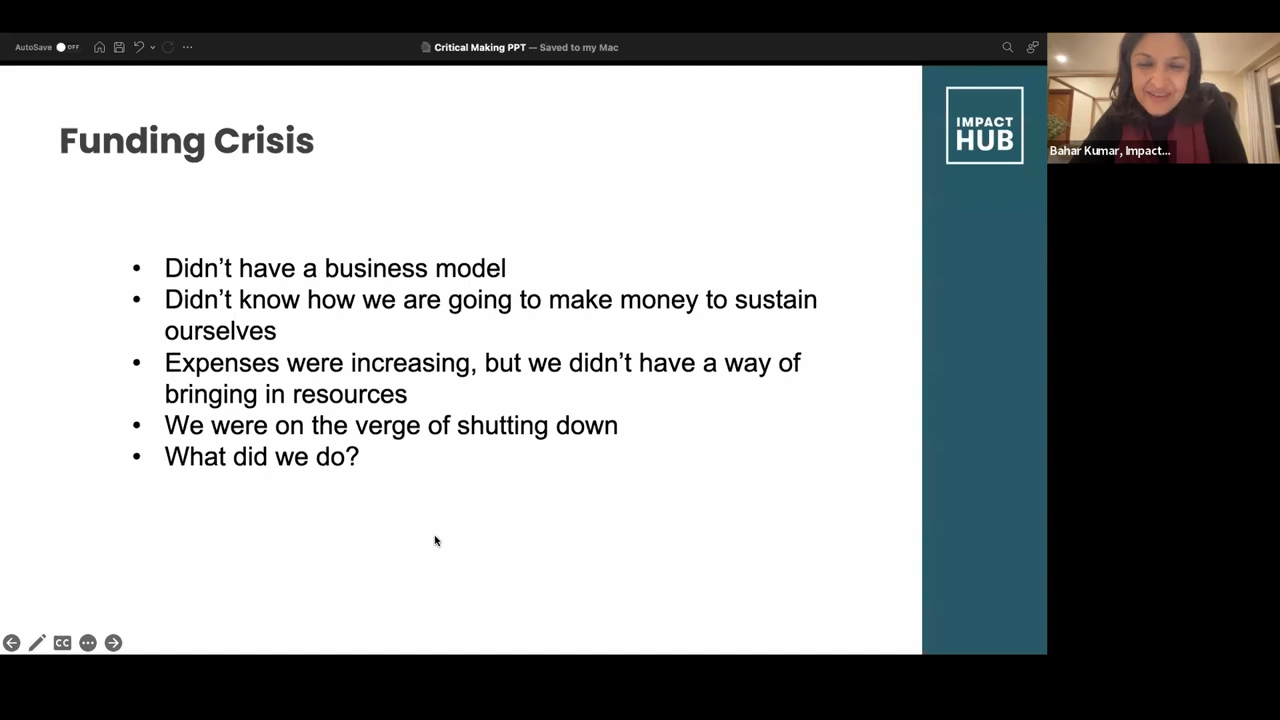 AutoSave OFF
Critical Making PPT — Saved to my Mac
Funding Crisis
IMPACT
HUB
Bahar Kumar, Impact...
• Didn’t have a business model
• Didn’t know how we are going to make money to sustain
ourselves
• Expenses were increasing, but we didn’t have a way of
bringing in resources
• We were on the verge of shutting down
• What did we do?
CC